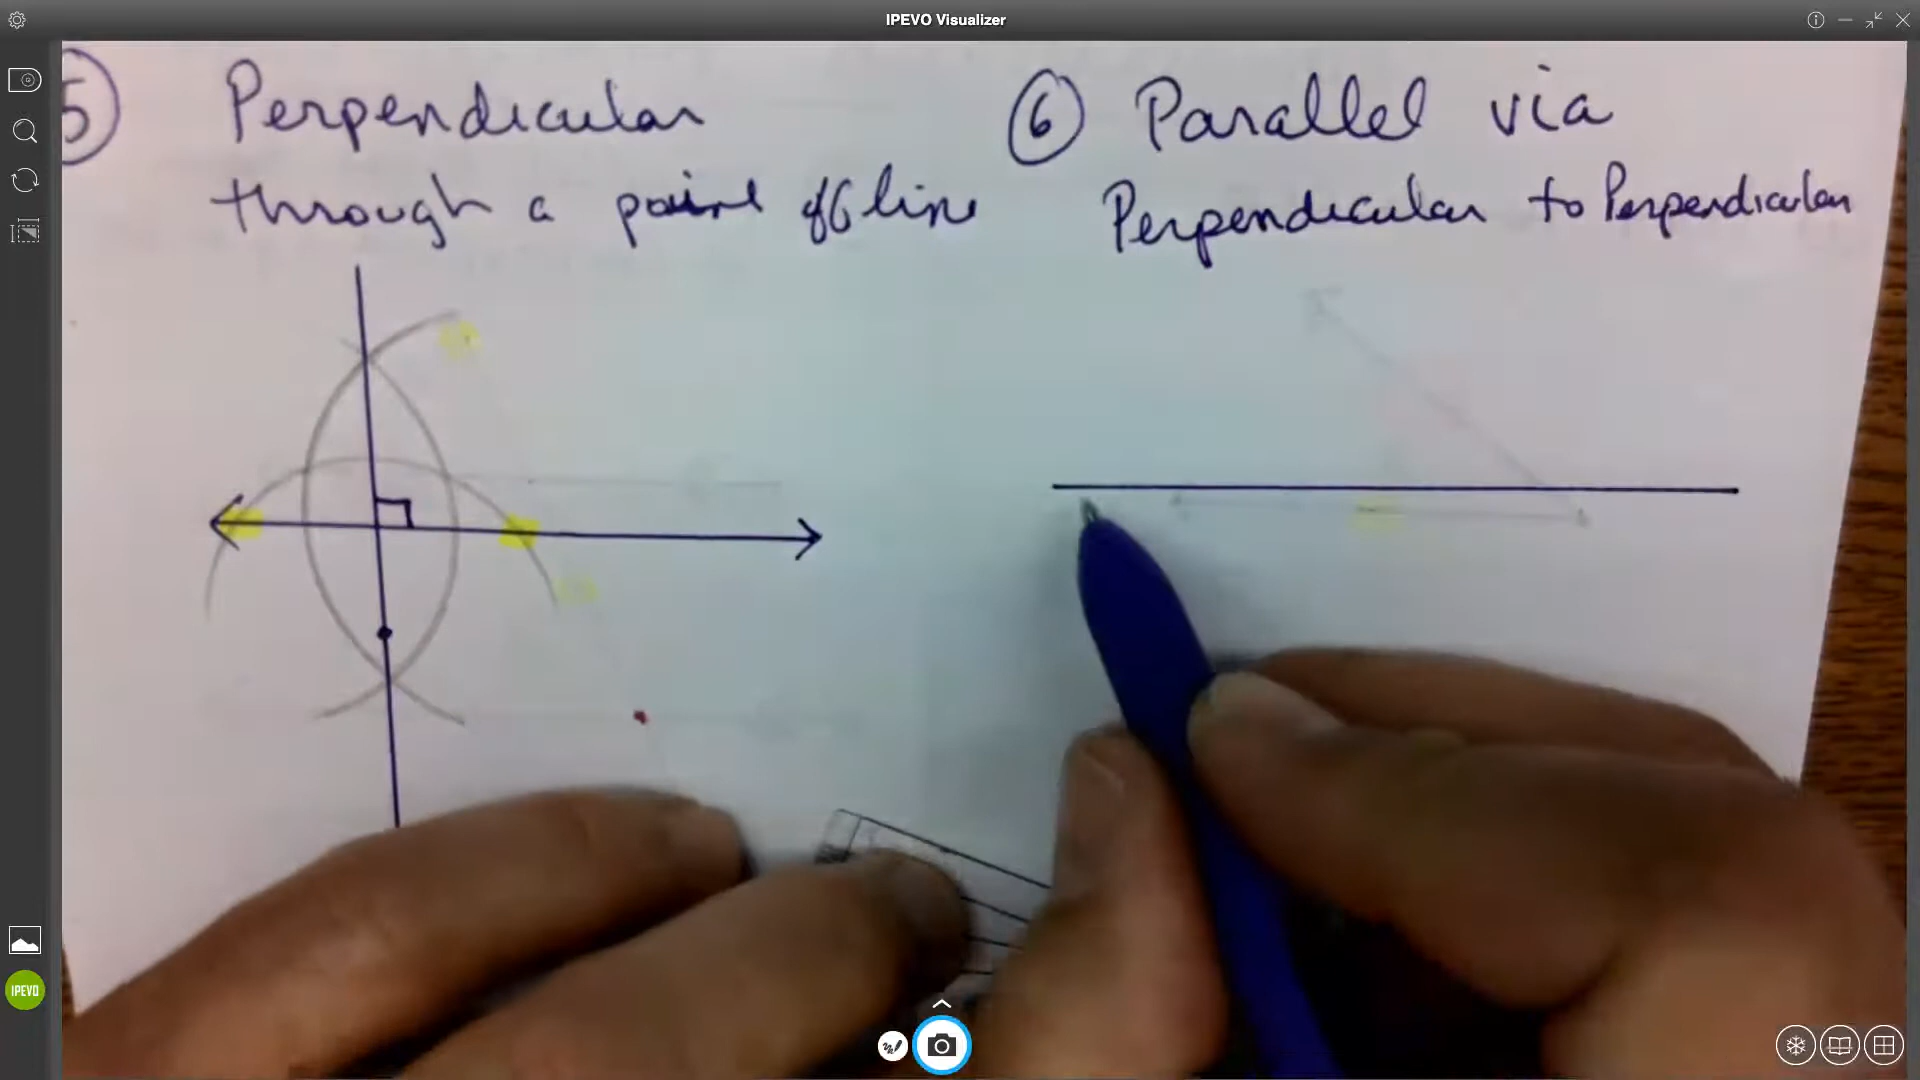 IPEVO Visualizer
5 Perpendicular
through a point off line
6 Parallel via
Perpendicular to Perpendicular
IPEVO